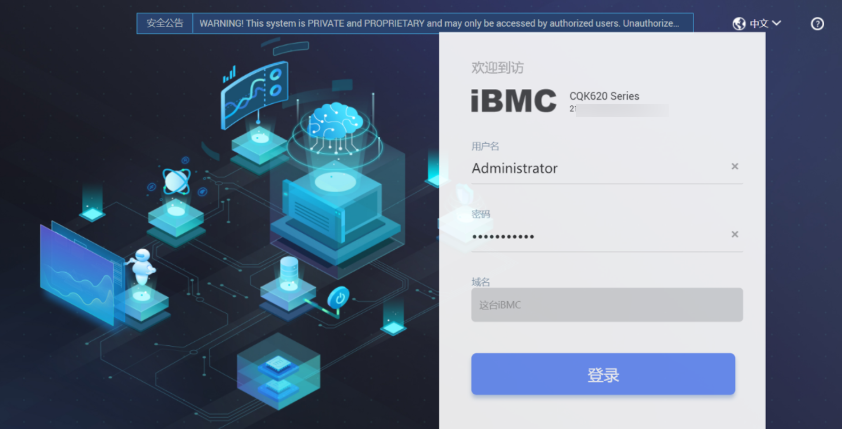 安全公告 WARNING! This system is PRIVATE and PROPRIETARY and may only be accessed by authorized users. Unauthorize...
中文
?
欢迎到访
iBMC CQK620 Series
用户名
Administrator
密码
域名
这台iBMC
登录